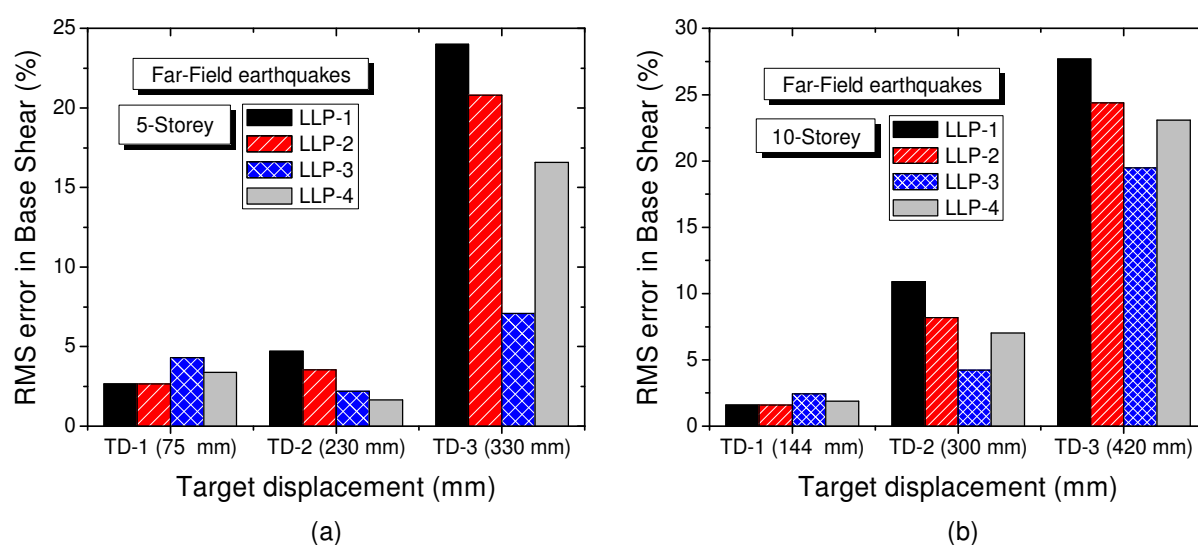 RMS error in Base Shear (%)
25
20
15
10
5
0
Far-Field earthquakes
5-Storey
LLP-1
LLP-2
LLP-3
LLP-4
TD-1 (75 mm) TD-2 (230 mm) TD-3 (330 mm)
Target displacement (mm)
(a)
RMS error in Base Shear (%)
30
25
20
15
10
5
0
Far-Field earthquakes
10-Storey
LLP-1
LLP-2
LLP-3
LLP-4
TD-1 (144 mm) TD-2 (300 mm) TD-3 (420 mm)
Target displacement (mm)
(b)